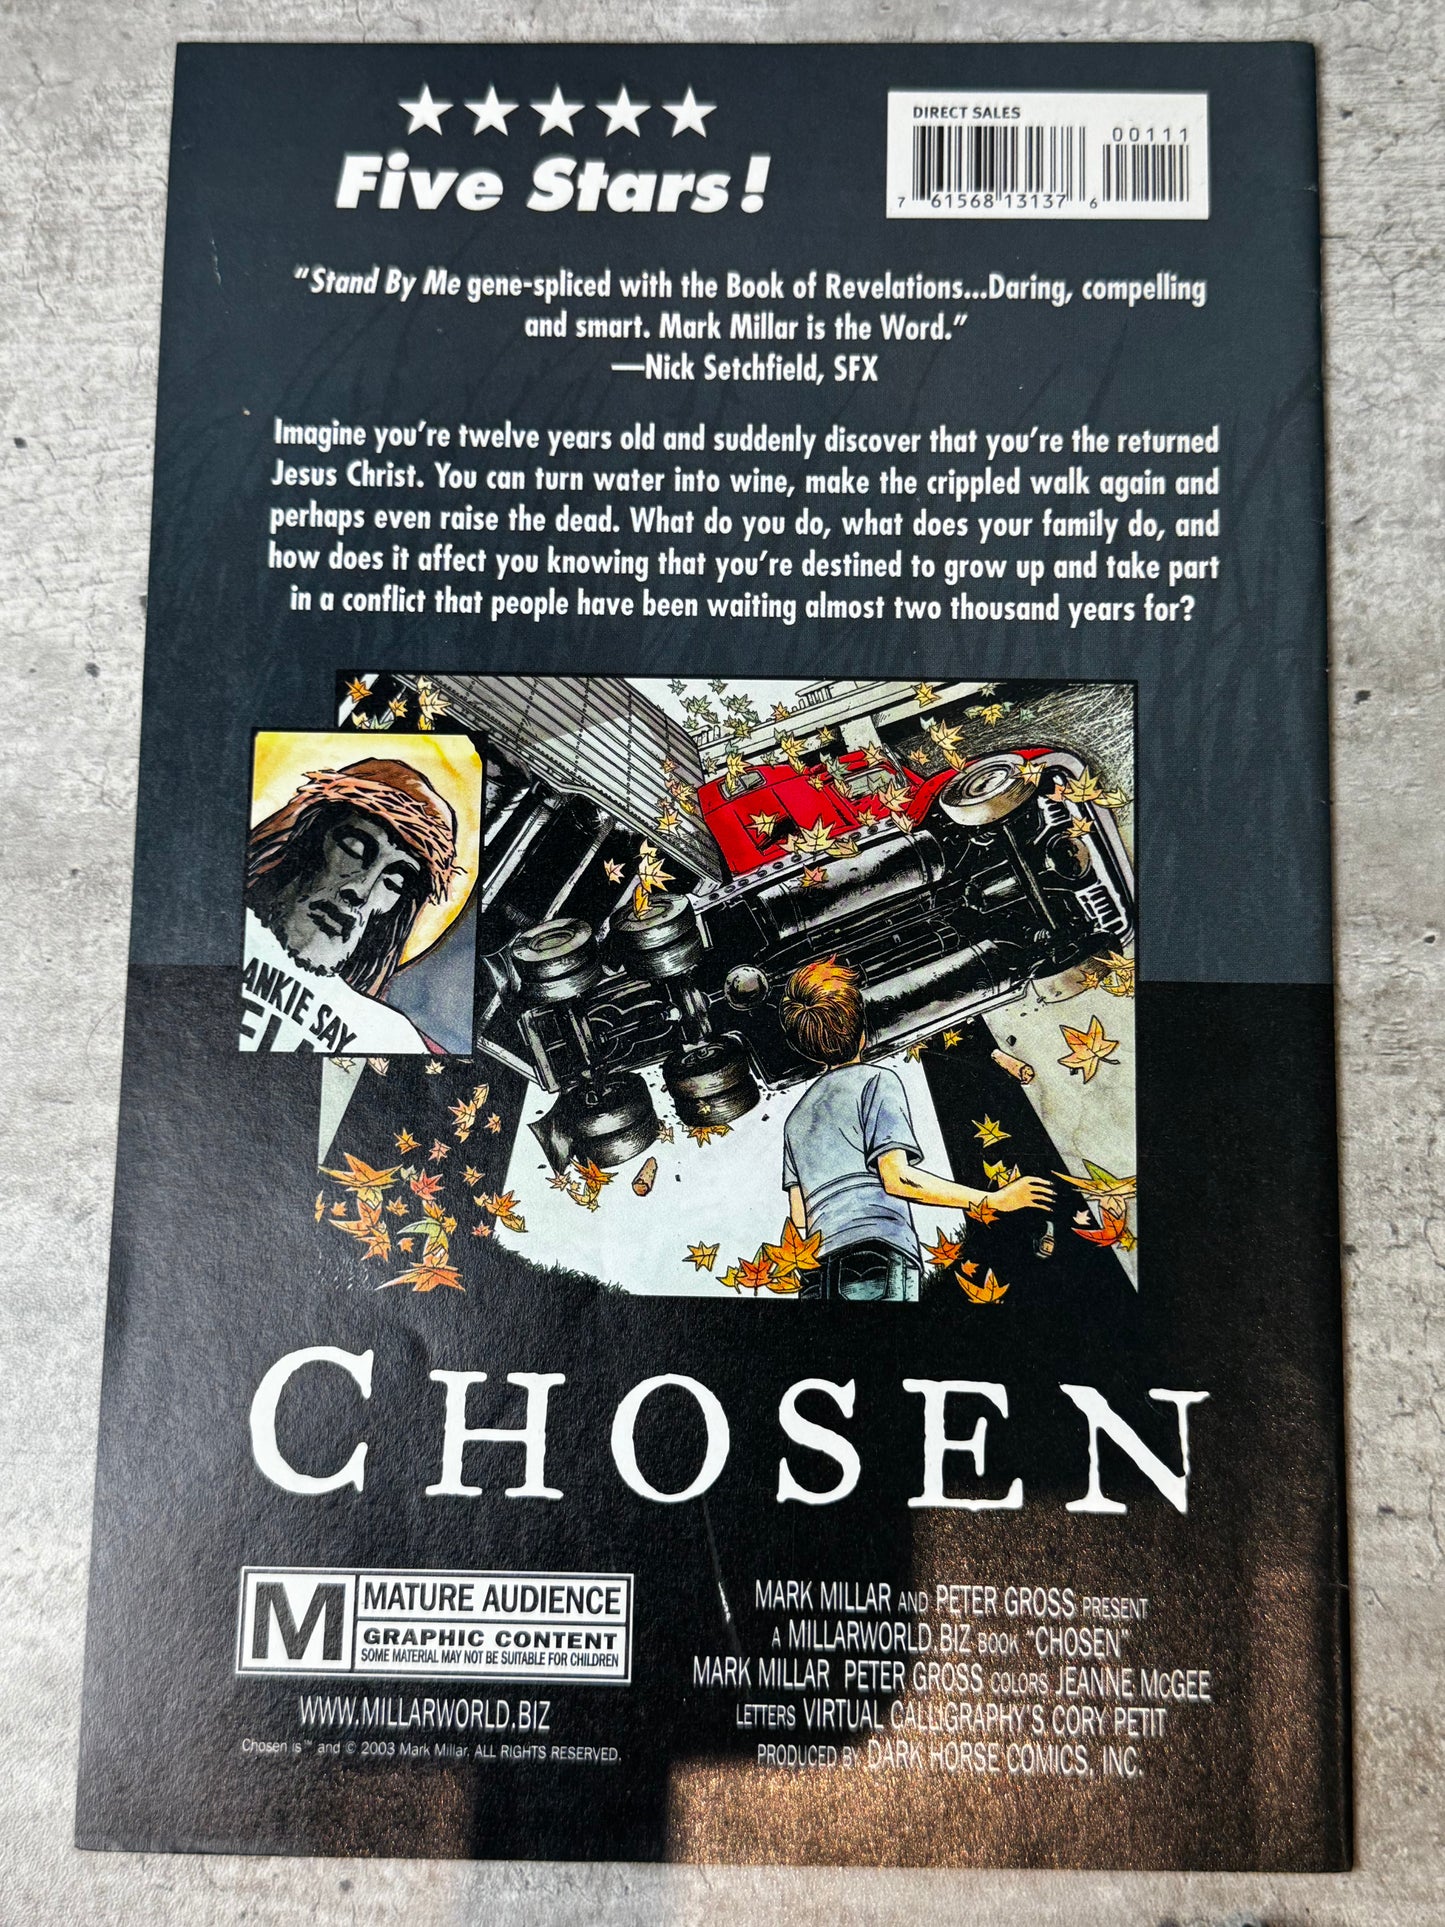 DIRECT SALES
00111
7 61568 13137 6
Five Stars!
"Stand By Me gene-spliced with the Book of Revelations...Daring, compelling
and smart. Mark Millar is the Word."
—Nick Setchfield, SFX
Imagine you're twelve years old and suddenly discover that you're the returned
Jesus Christ. You can turn water into wine, make the crippled walk again and
perhaps even raise the dead. What do you do, what does your family do, and
how does it affect you knowing that you're destined to grow up and take part
in a conflict that people have been waiting almost two thousand years for?
ANKIE SAY
CHOSEN
M
MATURE AUDIENCE
GRAPHIC CONTENT
SOME MATERIAL MAY NOT BE SUITABLE FOR CHILDREN
WWW.MILLARWORLD.BIZ
Chosen is™ and © 2003 Mark Millar. ALL RIGHTS RESERVED.
MARK MILLAR AND PETER GROSS PRESENT
A MILLARWORLD.BIZ BOOK "CHOSEN"
MARK MILLAR PETER GROSS COLORS JEANNE McGEE
LETTERS VIRTUAL CALLIGRAPHY'S CORY PETIT
PRODUCED BY DARK HORSE COMICS, INC.